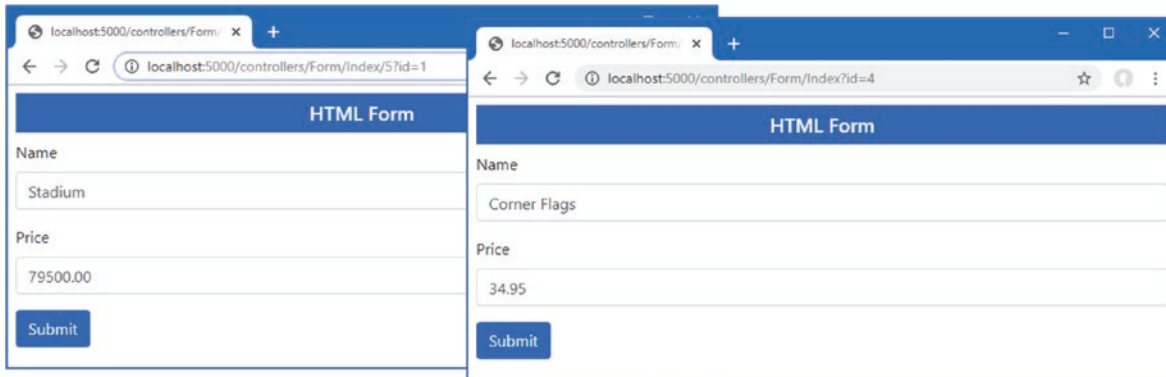 localhost:5000/controllers/Form/
localhost:5000/controllers/Form/Index/5?id=1
HTML Form
Name
Stadium
Price
79500.00
Submit
localhost:5000/controllers/Form/
localhost:5000/controllers/Form/Index?id=4
HTML Form
Name
Corner Flags
Price
34.95
Submit